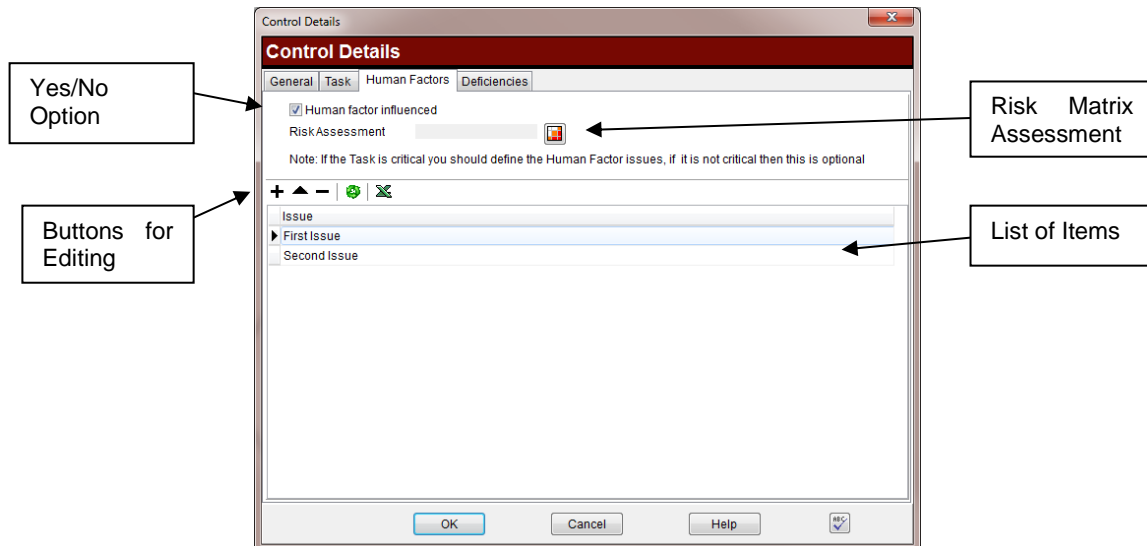 Control Details
Control Details
General Task Human Factors Deficiencies
Yes/No
Option
Human factor influenced
RiskAssessment
Risk Matrix
Assessment
Note: If the Task is critical you should define the Human Factor issues, if it is not critical then this is optional
Buttons for
Editing
Issue
First Issue
Second Issue
List of Items
OK Cancel Help ABC